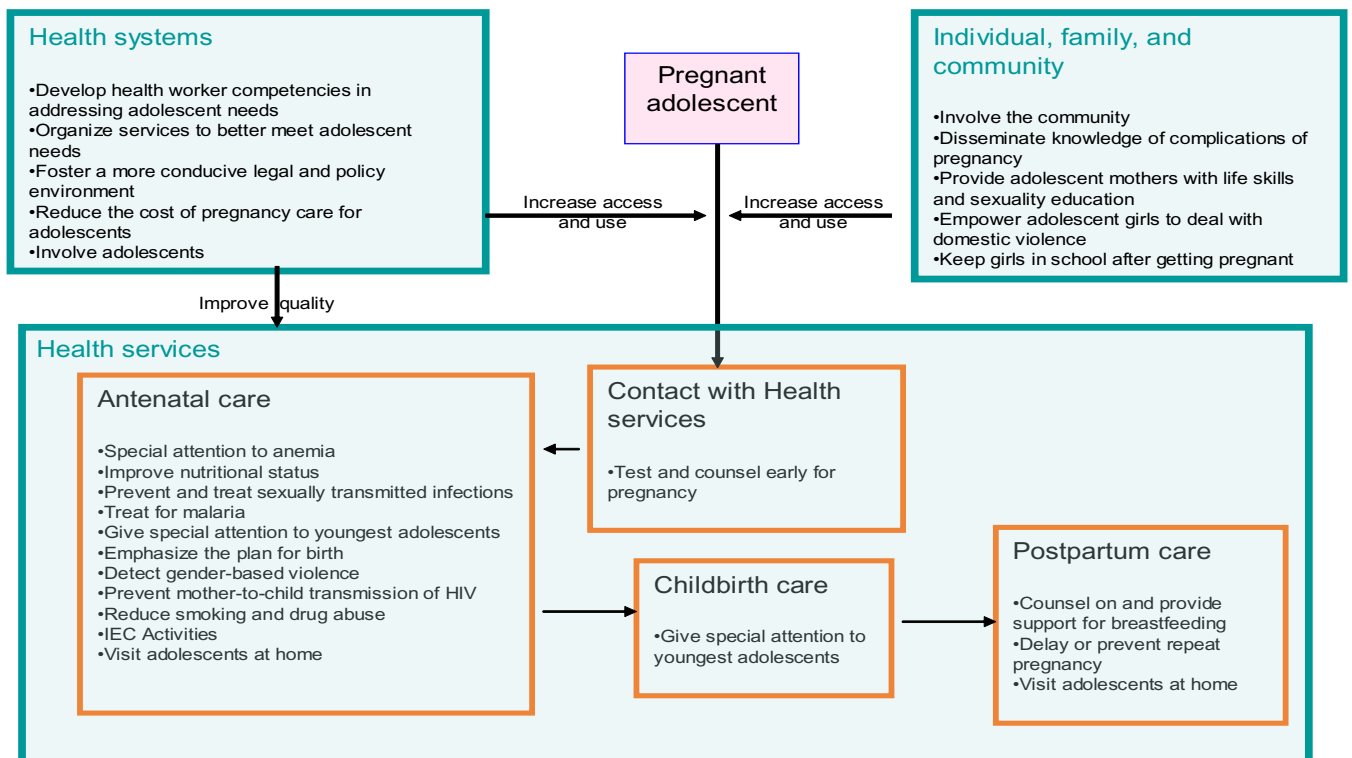 Health systems
•Develop health worker competencies in
addressing adolescent needs
•Organize services to better meet adolescent
needs
•Foster a more conducive legal and policy
environment
•Reduce the cost of pregnancy care for
adolescents
•Involve adolescents
Pregnant
adolescent
Individual, family, and
community
•Involve the community
•Disseminate knowledge of complications of
pregnancy
•Provide adolescent mothers with life skills
and sexuality education
•Empower adolescent girls to deal with
domestic violence
•Keep girls in school after getting pregnant
Increase access
and use
Increase access
and use
Improve quality
Health services
Antenatal care
•Special attention to anemia
•Improve nutritional status
•Prevent and treat sexually transmitted infections
•Treat for malaria
•Give special attention to youngest adolescents
•Emphasize the plan for birth
•Detect gender-based violence
•Prevent mother-to-child transmission of HIV
•Reduce smoking and drug abuse
•IEC Activities
•Visit adolescents at home
Contact with Health
services
•Test and counsel early for
pregnancy
Childbirth care
•Give special attention to
youngest adolescents
Postpartum care
•Counsel on and provide
support for breastfeeding
•Delay or prevent repeat
pregnancy
•Visit adolescents at home